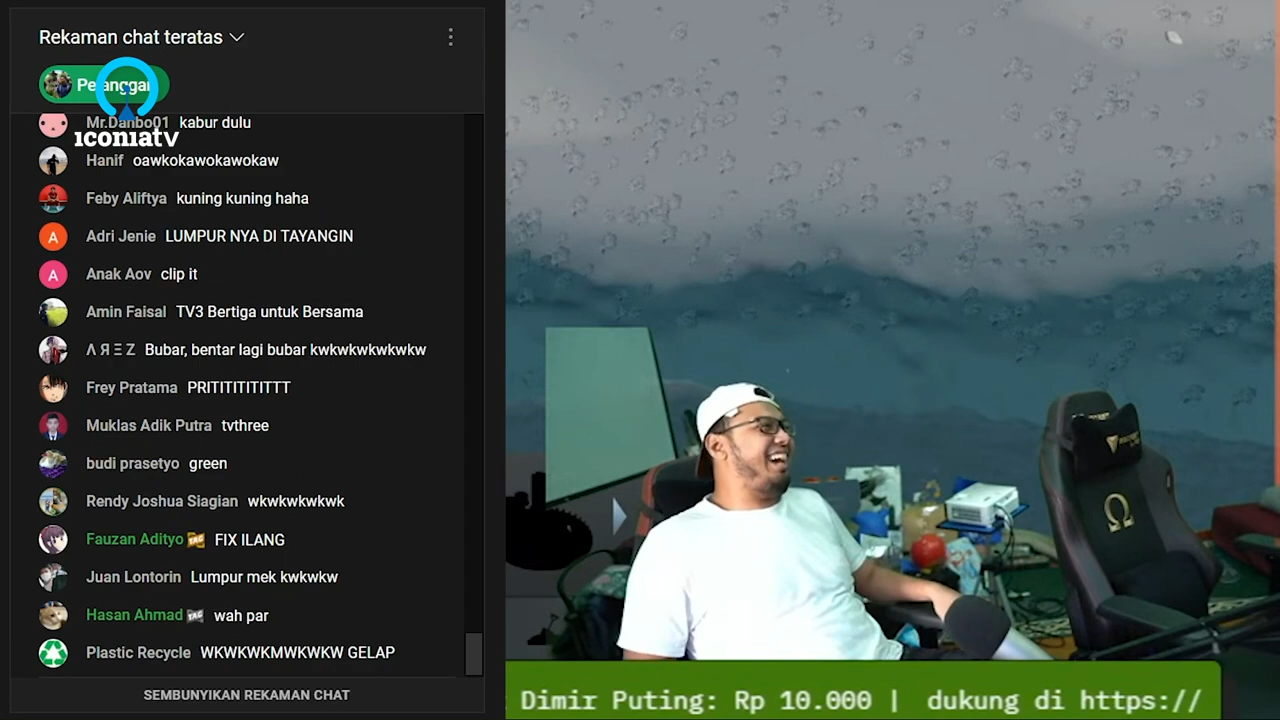 Rekaman chat teratas
Pelanggan
iconiatv
Mr.Danbo01 kabur dulu
Hanif oawkokawokawokaw
Feby Aliftya kuning kuning haha
A Adri Jenie LUMPUR NYA DI TAYANGIN
A Anak Aov clip it
Amin Faisal TV3 Bertiga untuk Bersama
Λ Я Ξ Z Bubar, bentar lagi bubar kwkwkwkwkwkw
Frey Pratama PRITITITITITTT
Muklas Adik Putra tvthree
budi prasetyo green
Rendy Joshua Siagian wkwkwkwkwk
Fauzan Adityo FIX ILANG
Juan Lontorin Lumpur mek kwkwkw
Hasan Ahmad wah par
Plastic Recycle WKWKWKMWKWKW GELAP
SEMBUNYIKAN REKAMAN CHAT
Ω
Dimir Puting: Rp 10.000 | dukung di https://